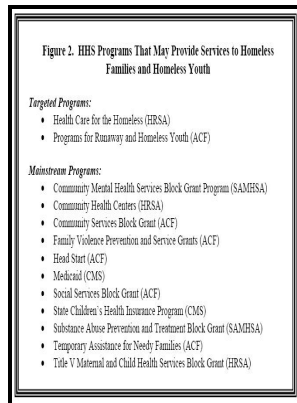 Figure 2. HHS Programs That May Provide Services to Homeless
Families and Homeless Youth
Targeted Programs:
• Health Care for the Homeless (HRSA)
• Programs for Runaway and Homeless Youth (ACF)
Mainstream Programs:
• Community Mental Health Services Block Grant Program (SAMHSA)
• Community Health Centers (HRSA)
• Community Services Block Grant (ACF)
• Family Violence Prevention and Service Grants (ACF)
• Head Start (ACF)
• Medicaid (CMS)
• Social Services Block Grant (ACF)
• State Children's Health Insurance Program (CMS)
• Substance Abuse Prevention and Treatment Block Grant (SAMHSA)
• Temporary Assistance for Needy Families (ACF)
• Title V Maternal and Child Health Services Block Grant (HRSA)